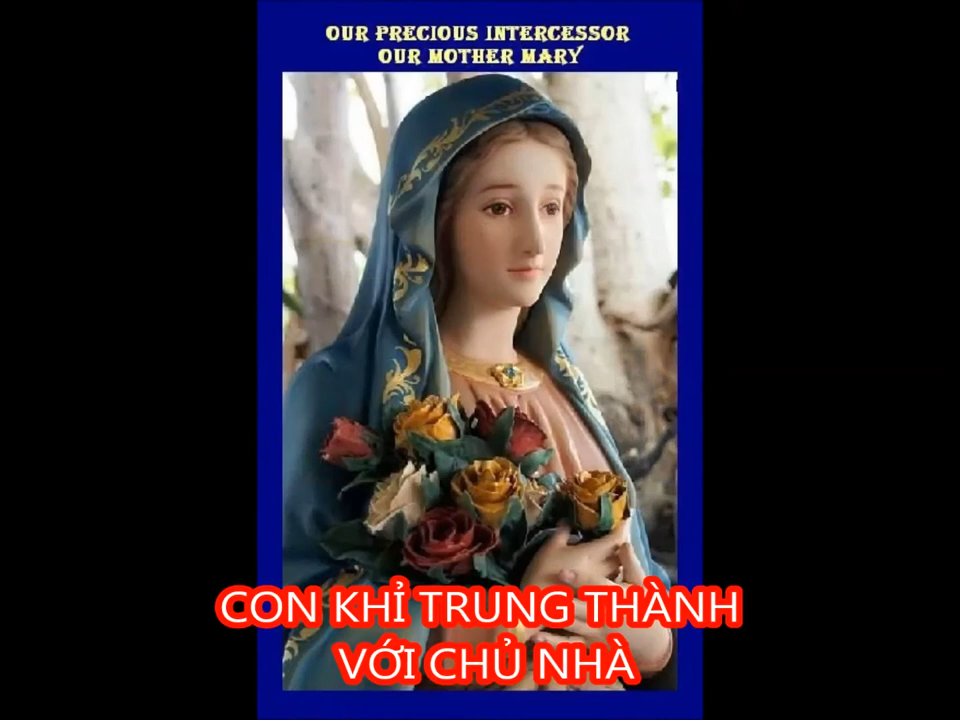 OUR PRECIOUS INTERCESSOR
OUR MOTHER MARY
CON KHỈ TRUNG THÀNH
VỚI CHỦ NHÀ